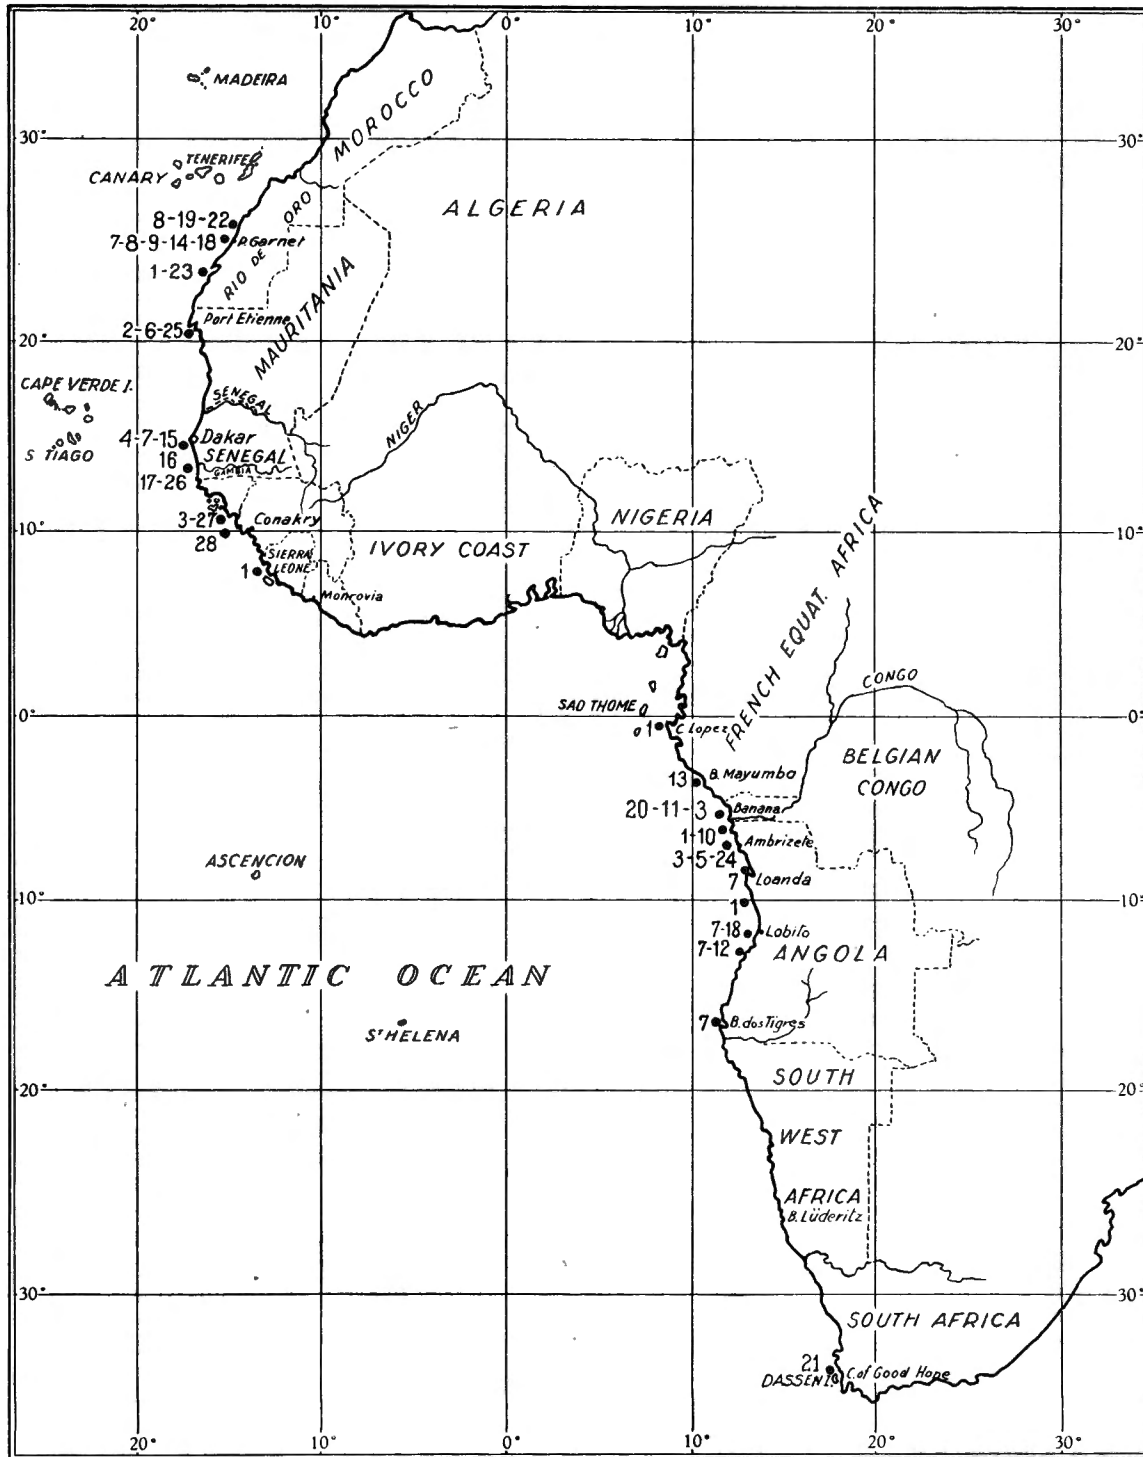 20° 10° 0° 10° 20° 30°
MADEIRA
MOROCCO
30° 30°
TENERIFE
CANARY
ALGERIA
RIO DE ORO
8-19-22
7-8-9-14-18 P. Garnet
1-23
MAURITANIA
Port Etienne
2-6-25
20° 20°
CAPE VERDE I.
SENEGAL
NIGER
4-7-15 Dakar
S TIAGO
16 SENEGAL
GAMBIA
17-26
NIGERIA
3-27 Conakry
10° 10°
28
IVORY COAST
SIERRA
LEONE
1
Monrovia
FRENCH EQUAT. AFRICA
CONGO
SAO THOME
0° 0°
1 C Lopez
BELGIAN
CONGO
13 B. Mayumba
20-11-3 Banana
1-10 Ambrizete
3-5-24
ASCENCION
7 Loanda
10° 10°
1
7-18 Lobito
7-12 ANGOLA
ATLANTIC OCEAN
7 B. dos Tigres
ST HELENA
SOUTH
20° 20°
WEST
AFRICA
B. Lüderitz
30° 30°
SOUTH AFRICA
21
DASSEN I. C. of Good Hope
20° 10° 0° 10° 20° 30°